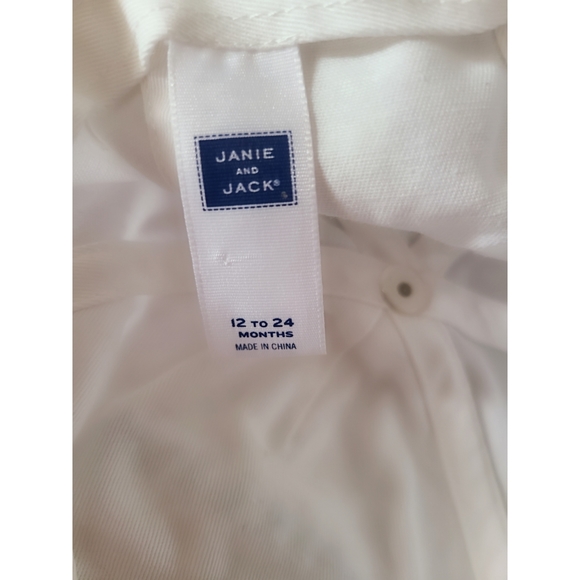 JANIE
AND
JACK®
12 TO 24
MONTHS
MADE IN CHINA